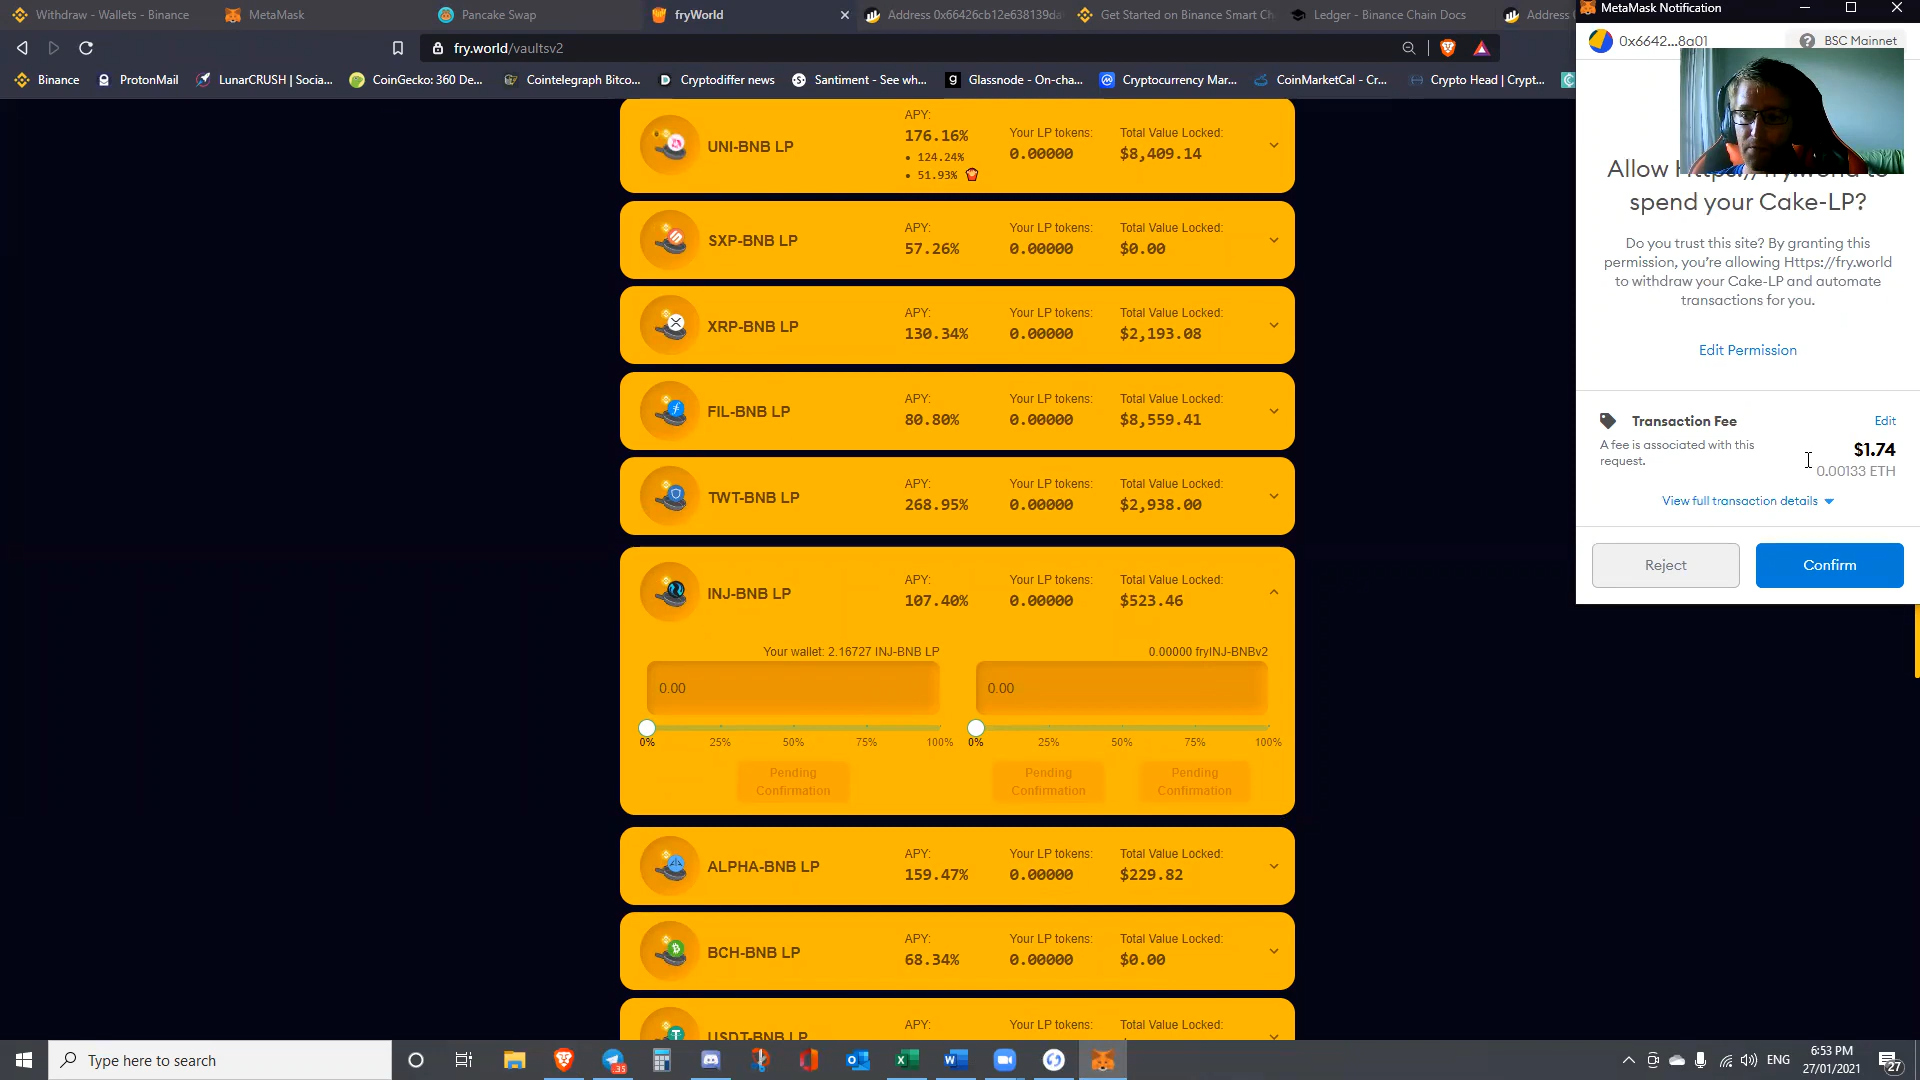 Withdraw - Wallets - Binance
MetaMask
Pancake Swap
fryWorld
Address 0x66426cb12e638139da
Get Started on Binance Smart Ch
Ledger - Binance Chain Docs
Address
MetaMask Notification
fry.world/vaultsv2
0x6642...8a01
BSC Mainnet
Binance
ProtonMail
LunarCRUSH | Socia...
CoinGecko: 360 De...
Cointelegraph Bitco...
Cryptodiffer news
Santiment - See wh...
Glassnode - On-cha...
Cryptocurrency Mar...
CoinMarketCal - Cr...
Crypto Head | Crypt...
UNI-BNB LP
APY:
176.16%
• 124.24%
• 51.93%
Your LP tokens:
0.00000
Total Value Locked:
$8,409.14
SXP-BNB LP
APY:
57.26%
Your LP tokens:
0.00000
Total Value Locked:
$0.00
XRP-BNB LP
APY:
130.34%
Your LP tokens:
0.00000
Total Value Locked:
$2,193.08
FIL-BNB LP
APY:
80.80%
Your LP tokens:
0.00000
Total Value Locked:
$8,559.41
TWT-BNB LP
APY:
268.95%
Your LP tokens:
0.00000
Total Value Locked:
$2,938.00
INJ-BNB LP
APY:
107.40%
Your LP tokens:
0.00000
Total Value Locked:
$523.46
Your wallet: 2.16727 INJ-BNB LP
0.00
0% 25% 50% 75% 100%
Pending
Confirmation
0.00000 fryINJ-BNBv2
0.00
0% 25% 50% 75% 100%
Pending
Confirmation
Pending
Confirmation
ALPHA-BNB LP
APY:
159.47%
Your LP tokens:
0.00000
Total Value Locked:
$229.82
BCH-BNB LP
APY:
68.34%
Your LP tokens:
0.00000
Total Value Locked:
$0.00
USDT-BNB LP
APY:
Your LP tokens:
Total Value Locked:
Allow
spend your Cake-LP?
Do you trust this site? By granting this
permission, you're allowing Https://fry.world
to withdraw your Cake-LP and automate
transactions for you.
Edit Permission
Transaction Fee
Edit
A fee is associated with this
request.
$1.74
0.00133 ETH
View full transaction details
Reject
Confirm
Type here to search
35
ENG
6:53 PM
27/01/2021
27